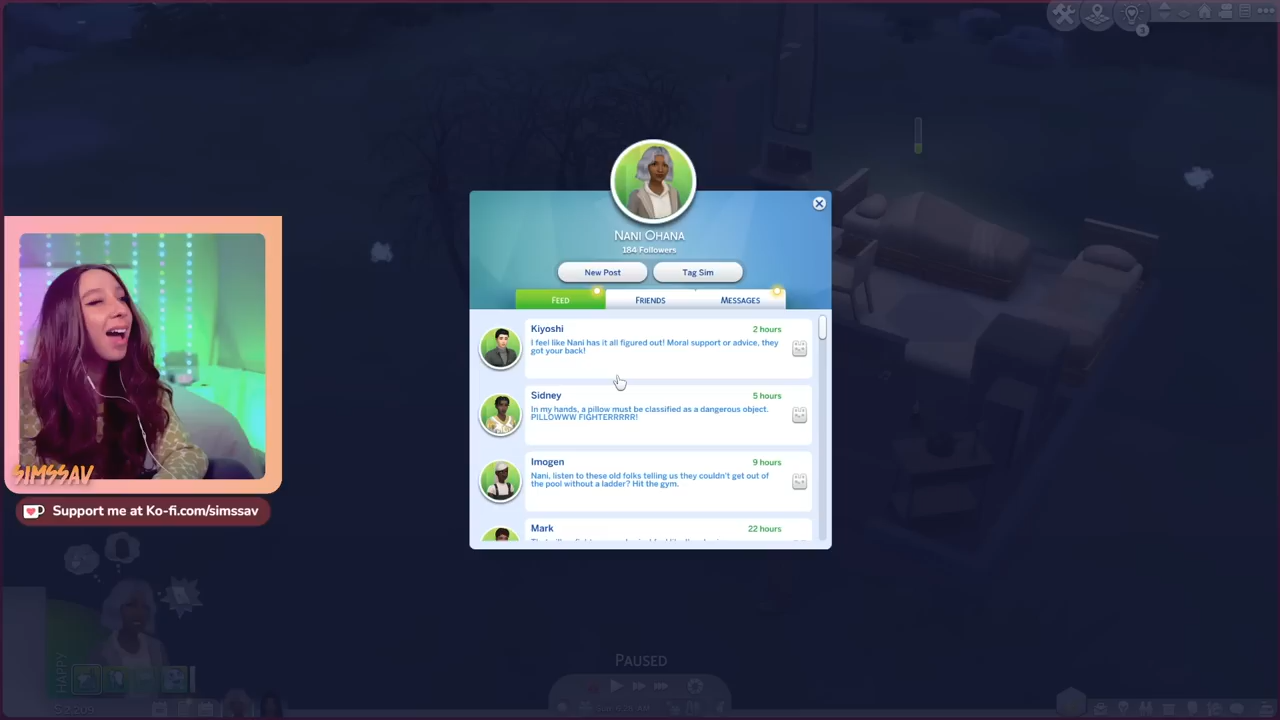 3
NANI OHANA
184 Followers
New Post
Tag Sim
FEED
FRIENDS
MESSAGES
Kiyoshi
2 hours
I feel like Nani has it all figured out! Moral support or advice, they
got your back!
Sidney
5 hours
In my hands, a pillow must be classified as a dangerous object.
PILLOWWW FIGHTERRRRR!
Imogen
9 hours
Nani, listen to these old folks telling us they couldn't get out of
the pool without a ladder? Hit the gym.
Mark
22 hours
SIMSSAV
Support me at Ko-fi.com/simssav
HAPPY
PAUSED